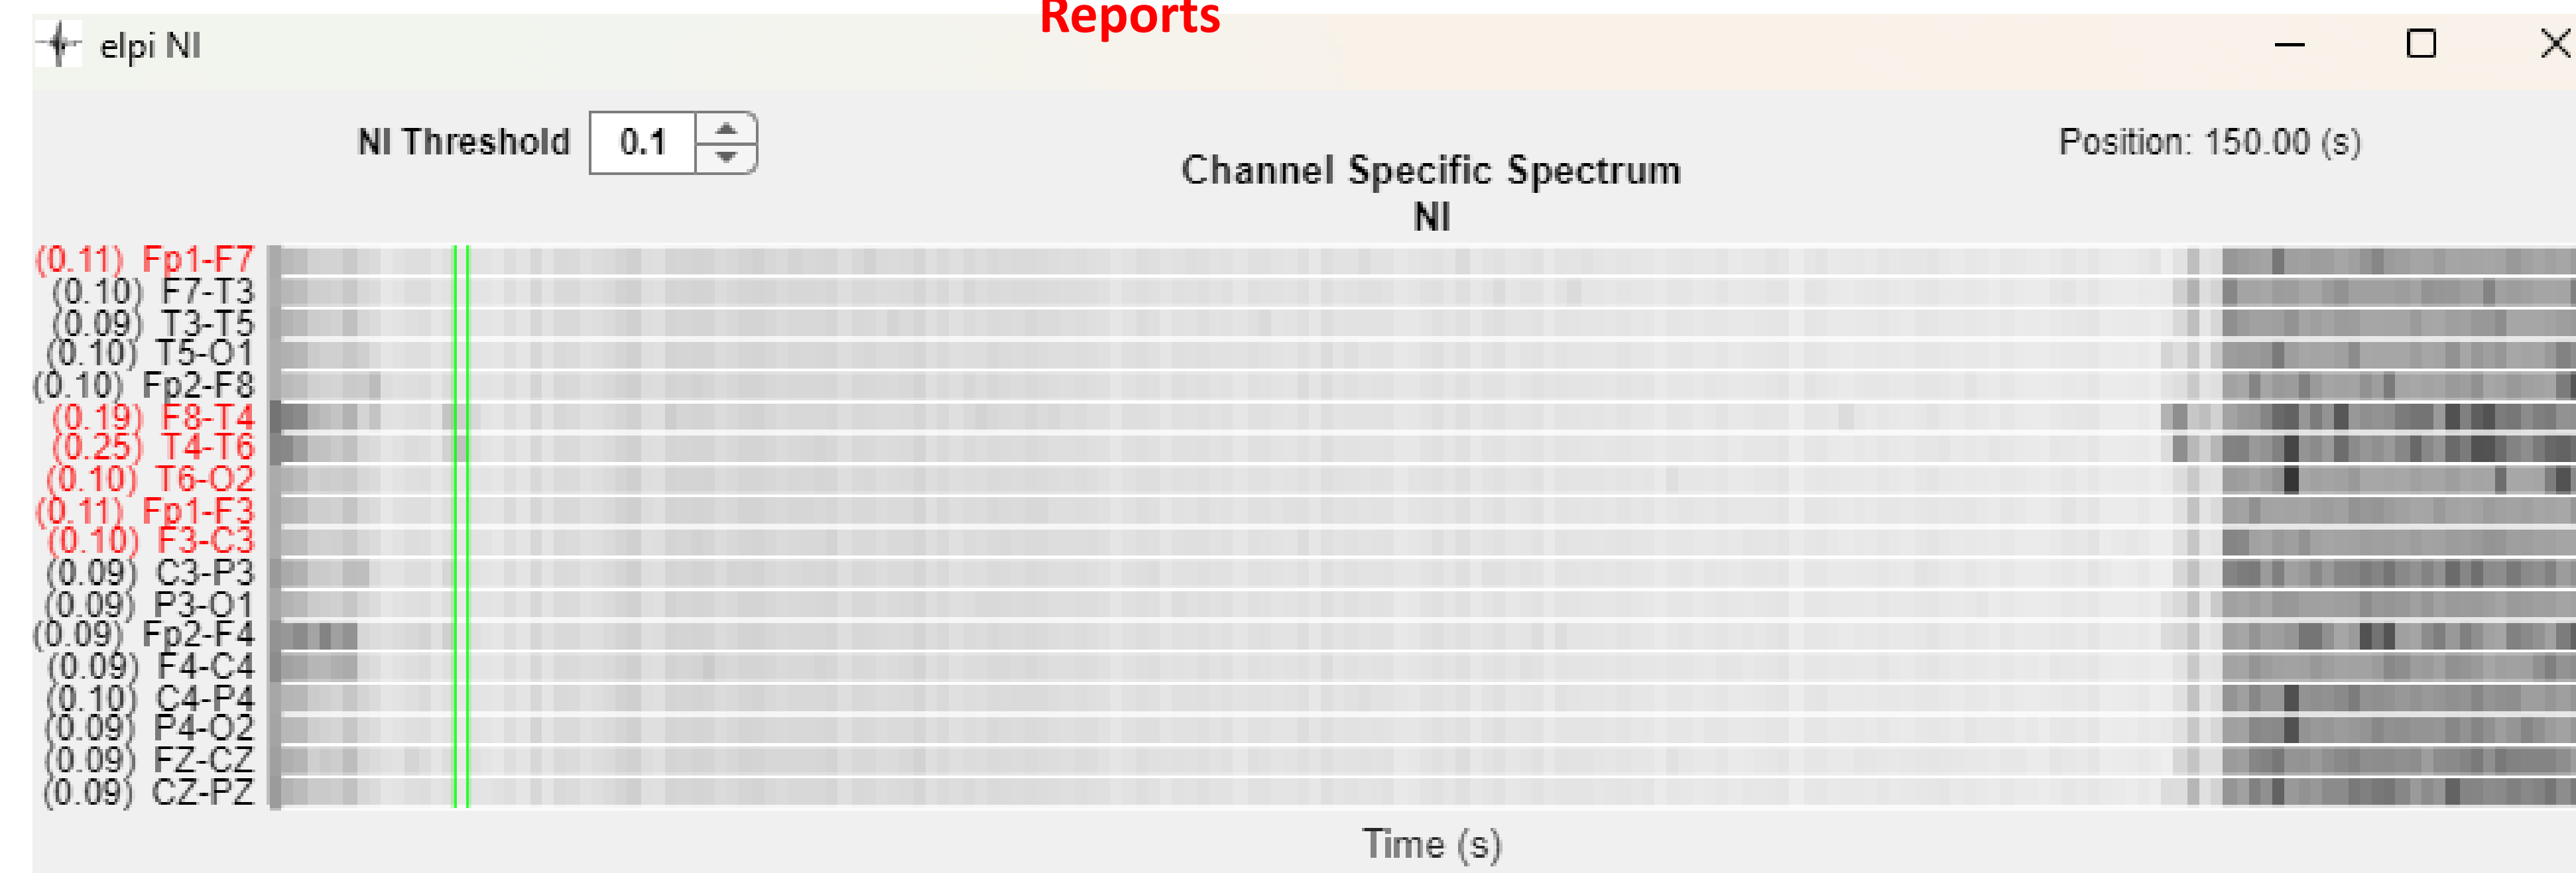 Reports
elpi NI
NI Threshold 0.1
Position: 150.00 (s)
Channel Specific Spectrum
NI
(0.11) Fp1-F7
(0.10) F7-T3
(0.09) T3-T5
(0.10) T5-O1
(0.10) Fp2-F8
(0.19) F8-T4
(0.25) T4-T6
(0.10) T6-O2
(0.11) Fp1-F3
(0.10) F3-C3
(0.09) C3-P3
(0.09) P3-O1
(0.09) Fp2-F4
(0.09) F4-C4
(0.10) C4-P4
(0.09) P4-O2
(0.09) FZ-CZ
(0.09) CZ-PZ
Time (s)